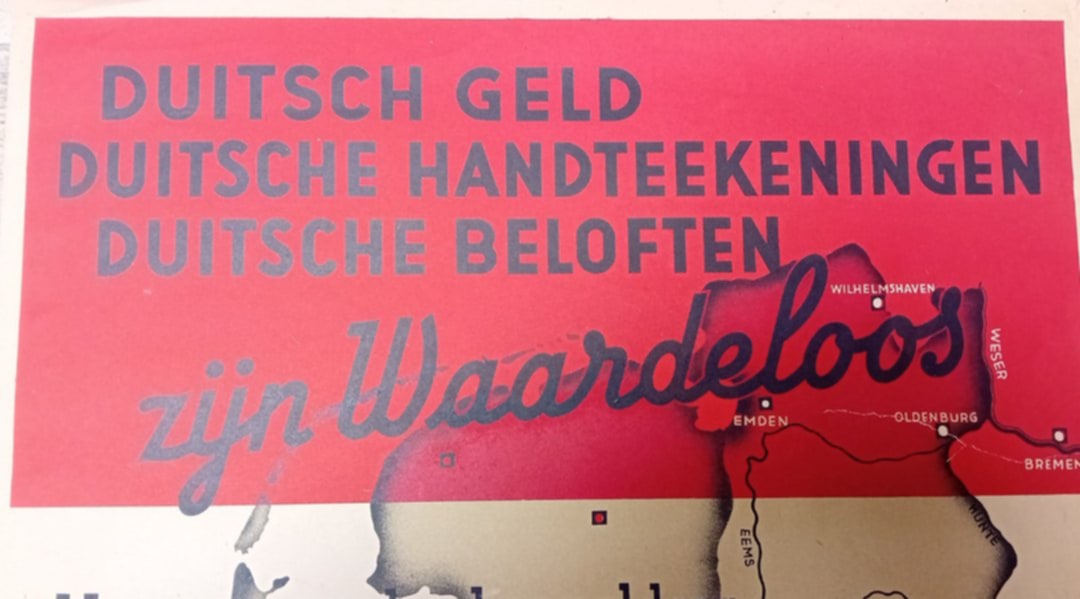 DUITSCH GELD
DUITSCHE HANDTEEKENINGEN
DUITSCHE BELOFTEN
zijn Waardeloos
WILHELMSHAVEN
WESER
EMDEN
OLDENBURG
BREMEN
EEMS
HUNTE